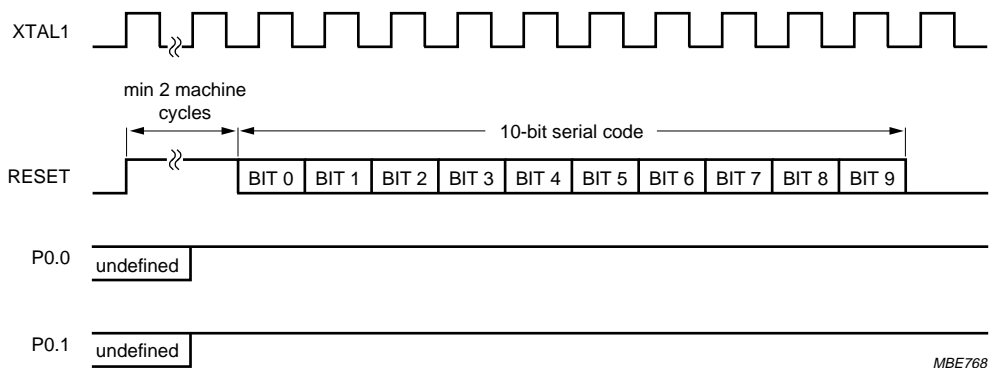 XTAL1
min 2 machine
cycles
10-bit serial code
RESET
BIT 0 BIT 1 BIT 2 BIT 3 BIT 4 BIT 5 BIT 6 BIT 7 BIT 8 BIT 9
P0.0
undefined
P0.1
undefined
MBE768